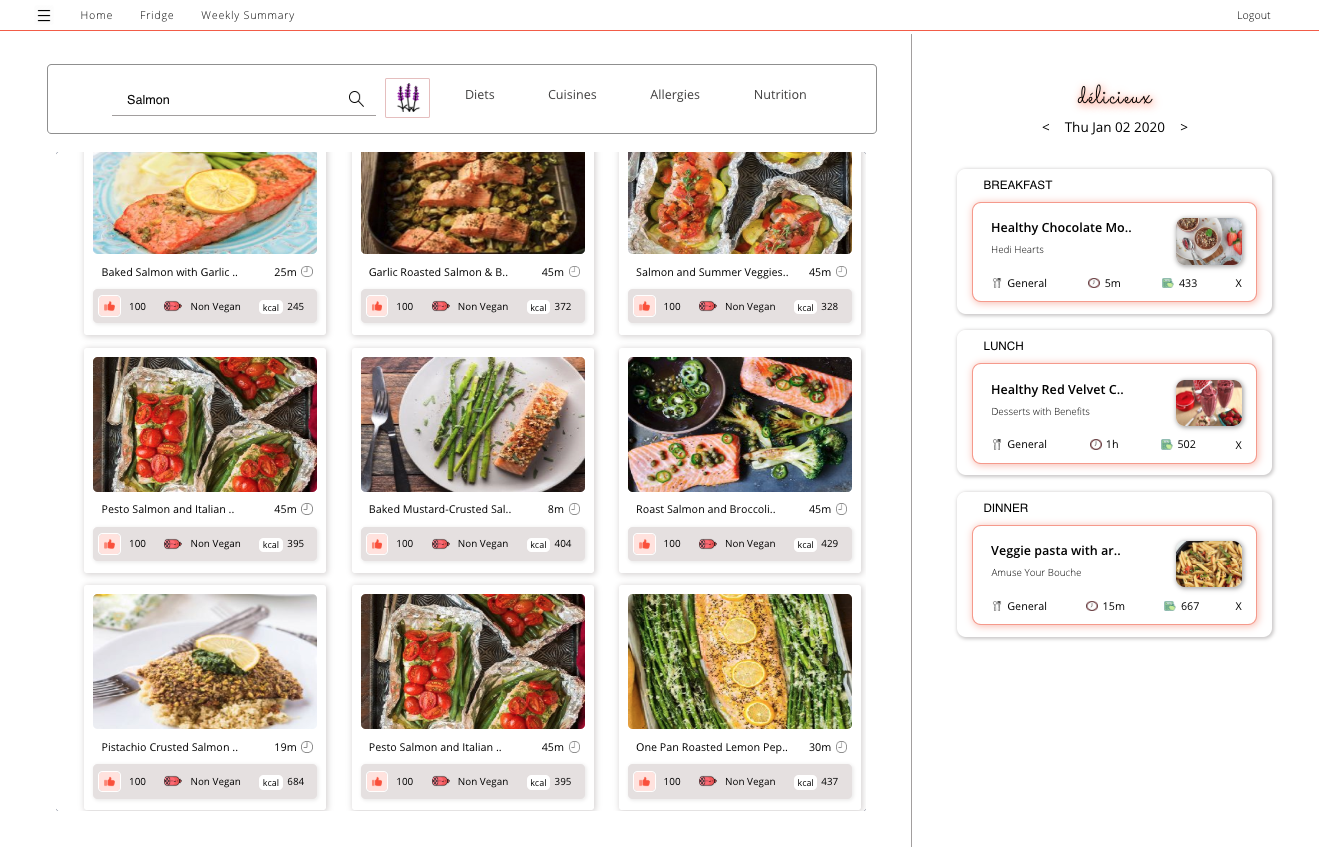 Home Fridge Weekly Summary Logout
Salmon
Diets Cuisines Allergies Nutrition
Baked Salmon with Garlic .. 25m
100 Non Vegan kcal 245
Garlic Roasted Salmon & B.. 45m
100 Non Vegan kcal 372
Salmon and Summer Veggies.. 45m
100 Non Vegan kcal 328
Pesto Salmon and Italian .. 45m
100 Non Vegan kcal 395
Baked Mustard-Crusted Sal.. 8m
100 Non Vegan kcal 404
Roast Salmon and Broccoli.. 45m
100 Non Vegan kcal 429
Pistachio Crusted Salmon .. 19m
100 Non Vegan kcal 684
Pesto Salmon and Italian .. 45m
100 Non Vegan kcal 395
One Pan Roasted Lemon Pep.. 30m
100 Non Vegan kcal 437
délicieux
< Thu Jan 02 2020 >
BREAKFAST
Healthy Chocolate Mo..
Hedi Hearts
General 5m 433 X
LUNCH
Healthy Red Velvet C..
Desserts with Benefits
General 1h 502 X
DINNER
Veggie pasta with ar..
Amuse Your Bouche
General 15m 667 X